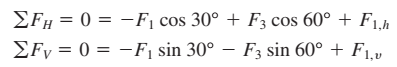 ΣF_H = 0 = −F_1 cos 30° + F_3 cos 60° + F_{1,h}
ΣF_V = 0 = −F_1 sin 30° − F_3 sin 60° + F_{1,v}